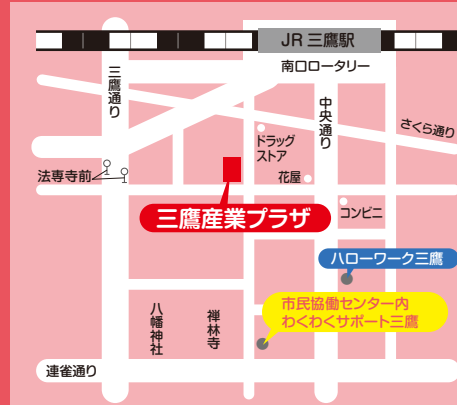 JR 三鷹駅
南口ロータリー
三鷹通り
中央通り
さくら通り
ドラッグ
ストア
法専寺前
花屋
三鷹産業プラザ
コンビニ
ハローワーク三鷹
市民協働センター内
わくわくサポート三鷹
八幡神社
禅林寺
連雀通り